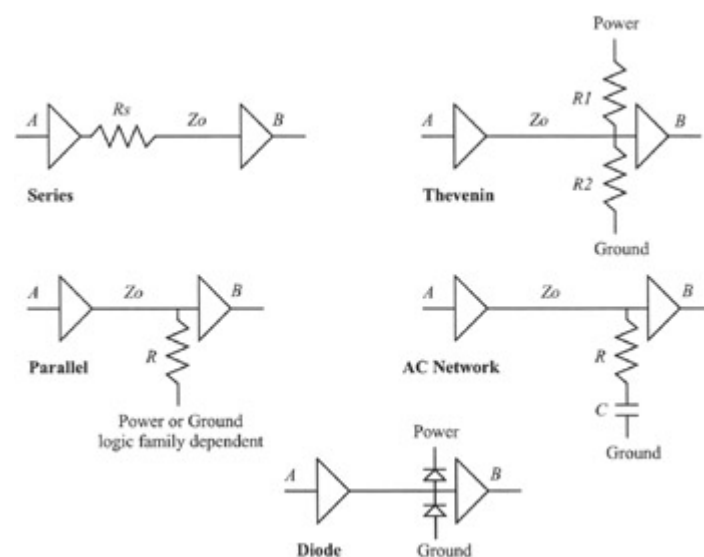 Power
A
Rs
Zo
B
R1
A
Zo
B
Series
R2
Thevenin
Ground
A
Zo
B
A
Zo
B
Parallel
R
AC Network
R
Power or Ground
logic family dependent
C
Power
Ground
A
B
Diode
Ground